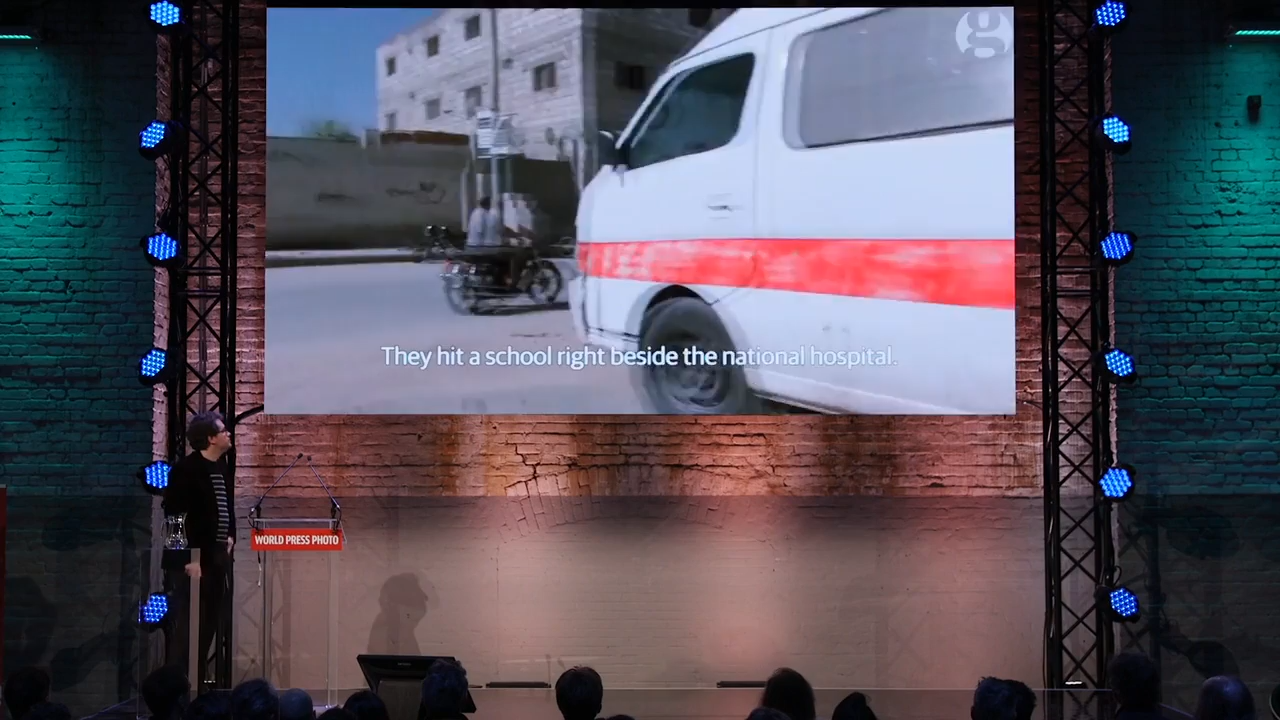 g
They hit a school right beside the national hospital.
WORLD PRESS PHOTO